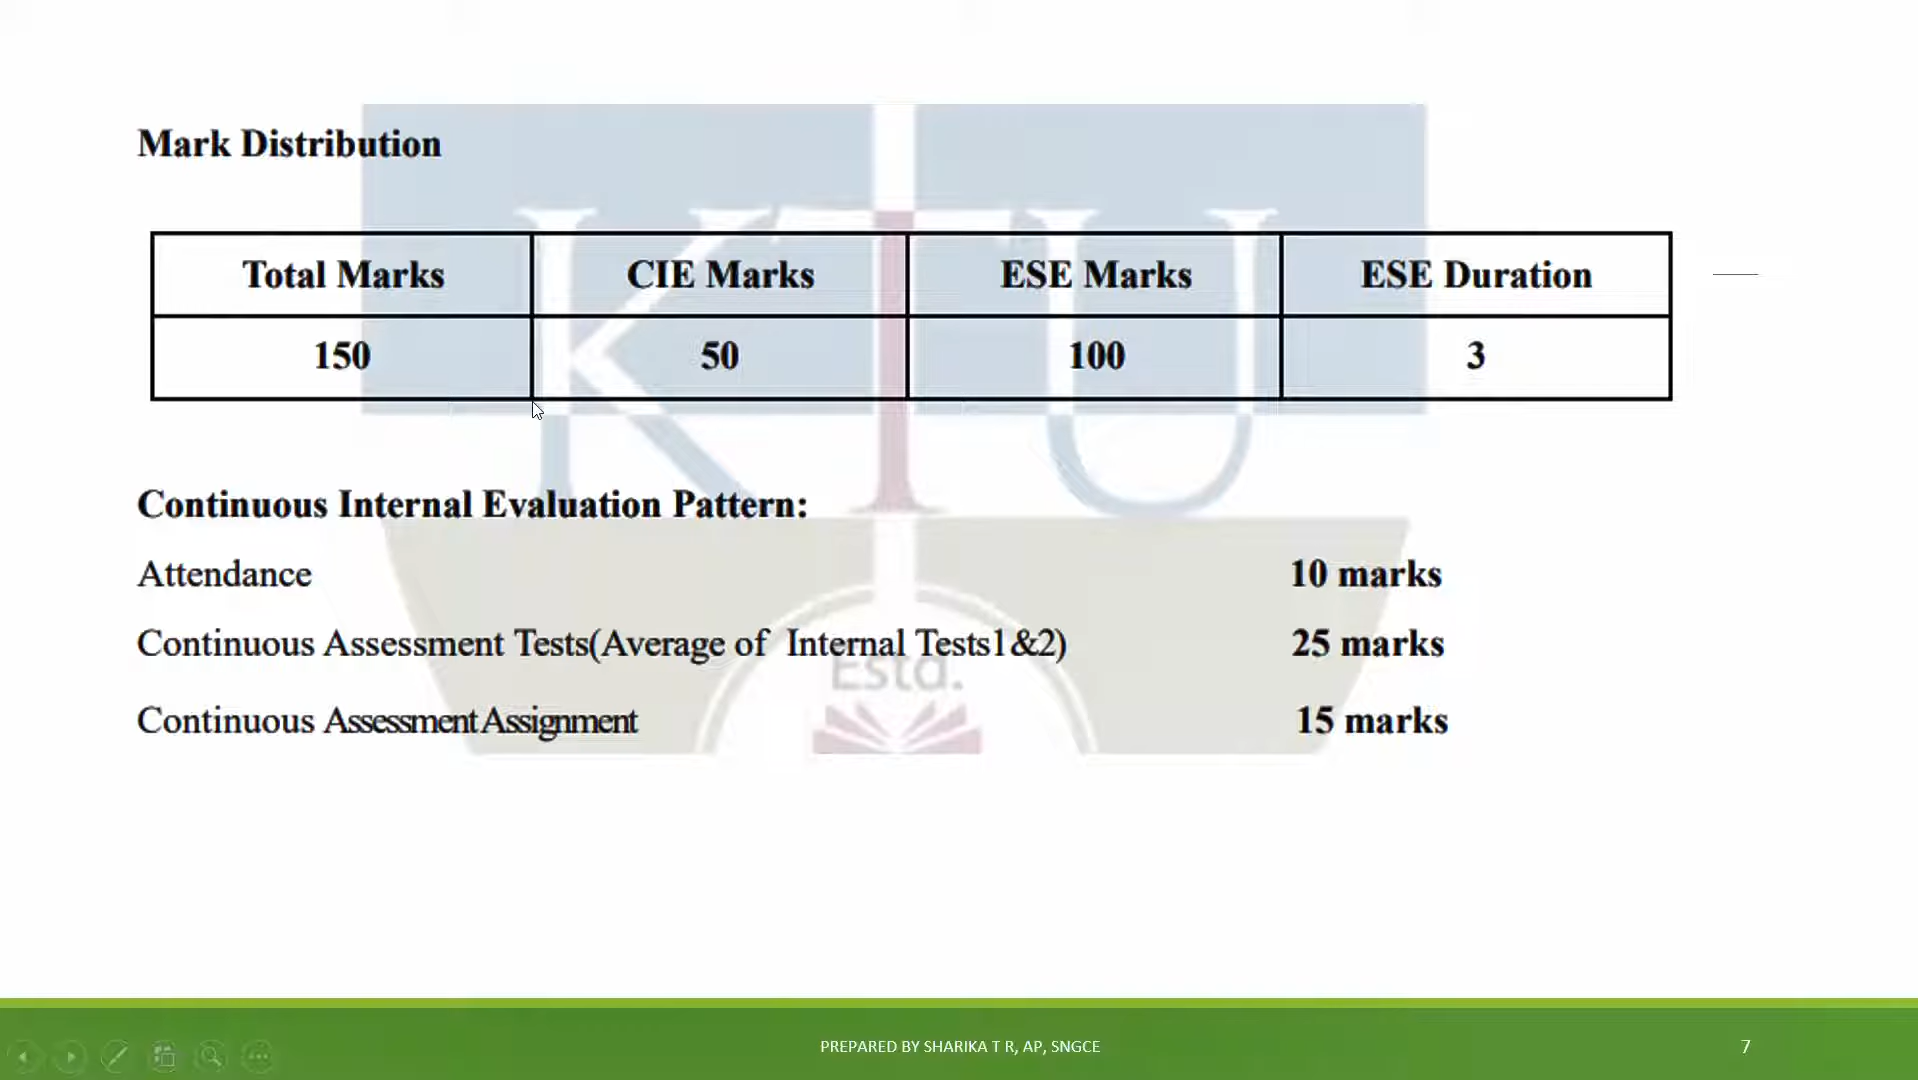 Mark Distribution
Total Marks CIE Marks ESE Marks ESE Duration
150 50 100 3
Continuous Internal Evaluation Pattern:
Attendance 10 marks
Continuous Assessment Tests(Average of Internal Tests1&2) 25 marks
Continuous Assessment Assignment 15 marks
KTU
Estd.
PREPARED BY SHARIKA T R, AP, SNGCE 7